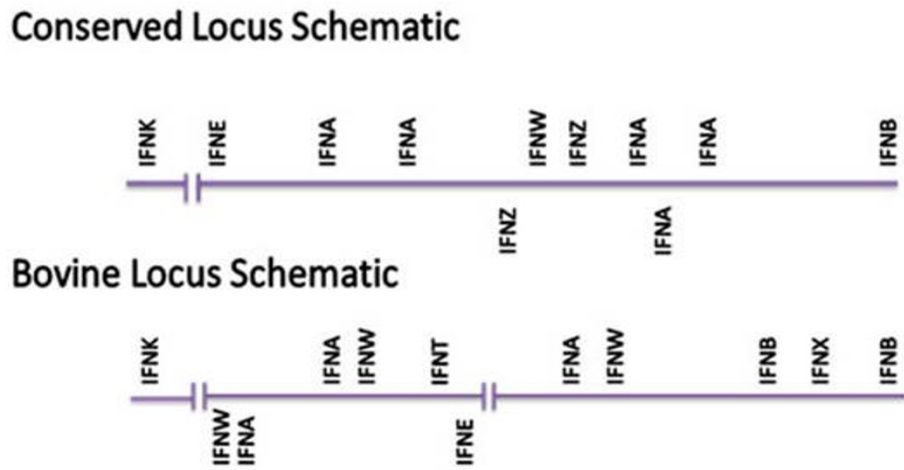 Conserved Locus Schematic
IFNK IFNE IFNA IFNA IFNW IFNZ IFNA IFNA IFNB
IFNZ IFNA
Bovine Locus Schematic
IFNK IFNA IFNW IFNT IFNA IFNW IFNB IFNX IFNB
IFNW IFNA IFNE